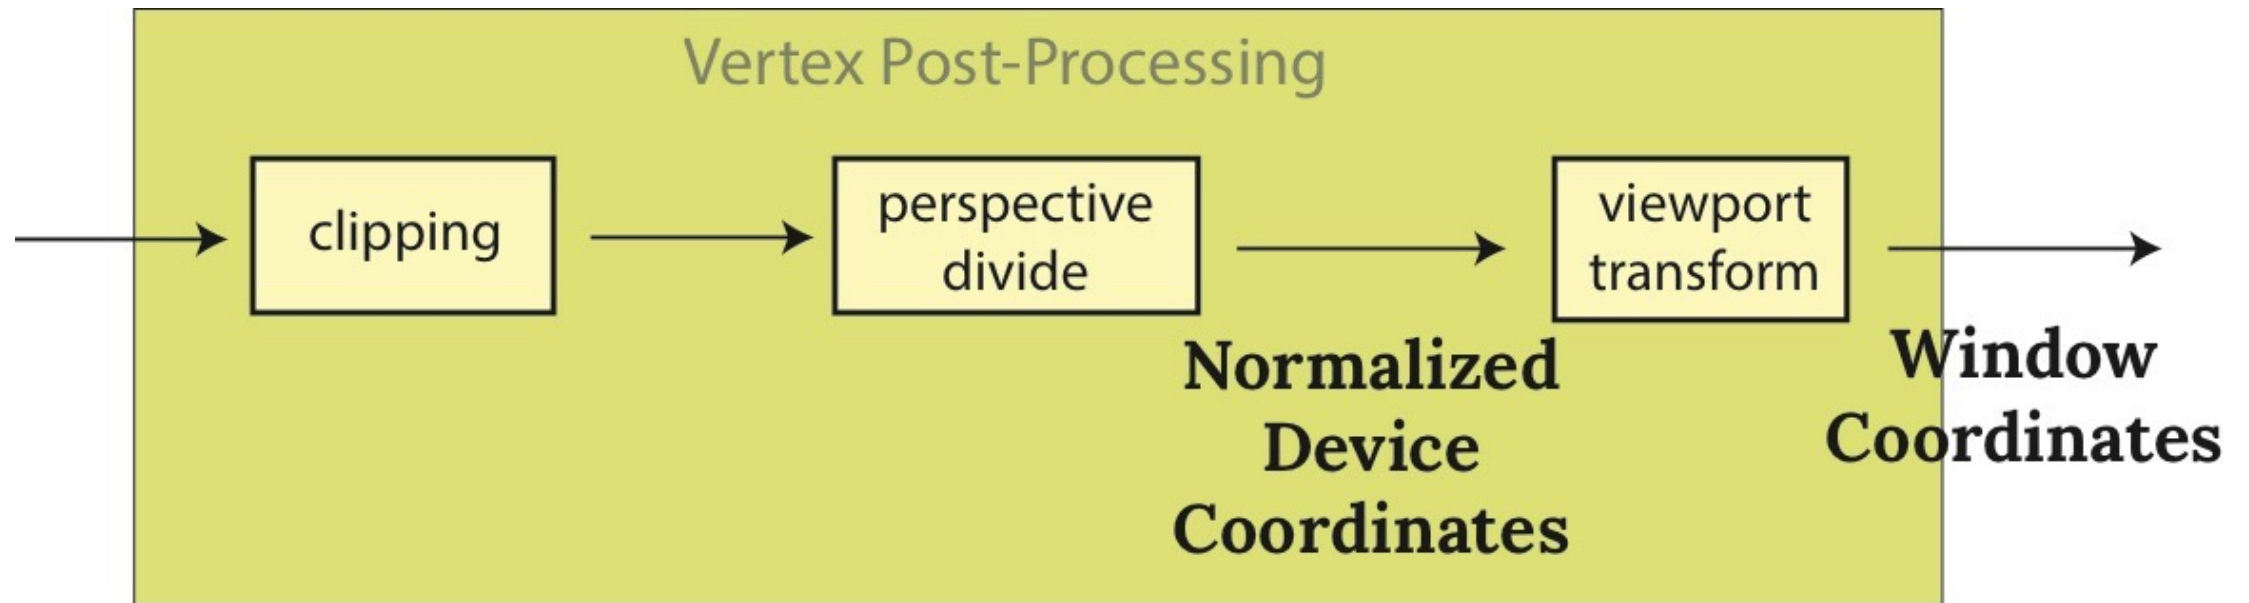 Vertex Post-Processing
clipping
perspective
divide
viewport
transform
Normalized
Device
Coordinates
Window
Coordinates